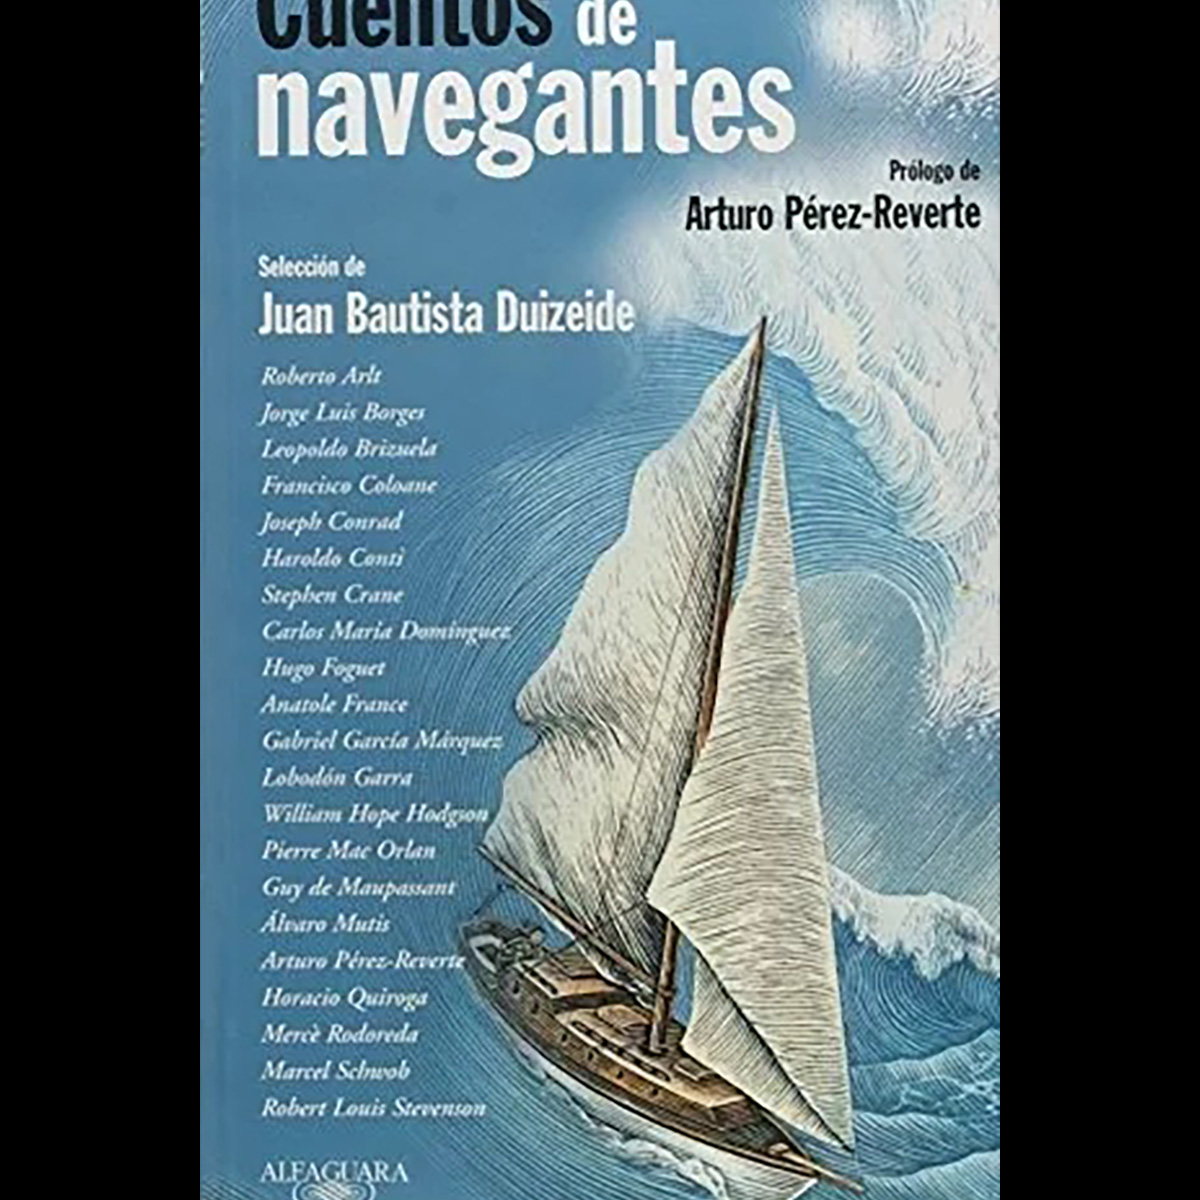 Cuentos de
navegantes
Prólogo de
Arturo Pérez-Reverte
Selección de
Juan Bautista Duizeide
Roberto Arlt
Jorge Luis Borges
Leopoldo Brizuela
Francisco Coloane
Joseph Conrad
Haroldo Conti
Stephen Crane
Carlos María Domínguez
Hugo Foguet
Anatole France
Gabriel García Márquez
Lobodón Garra
William Hope Hodgson
Pierre Mac Orlan
Guy de Maupassant
Álvaro Mutis
Arturo Pérez-Reverte
Horacio Quiroga
Mercè Rodoreda
Marcel Schwob
Robert Louis Stevenson
ALFAGUARA